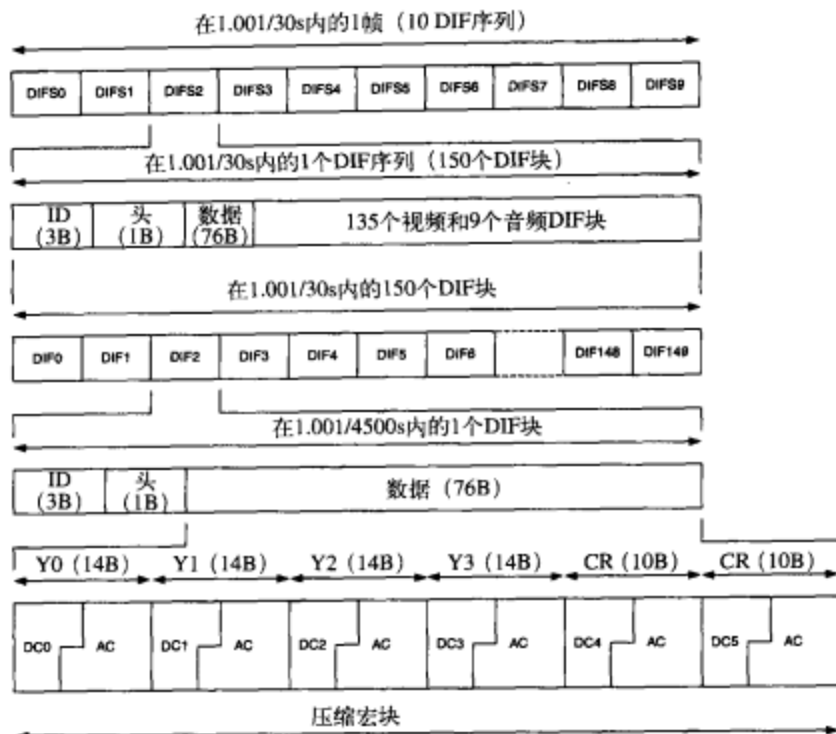 在1.001/30s内的1帧（10 DIF序列）
DIFS0 DIFS1 DIFS2 DIFS3 DIFS4 DIFS5 DIFS6 DIFS7 DIFS8 DIFS9
在1.001/30s内的1个DIF序列（150个DIF块）
ID 头 数据 135个视频和9个音频DIF块
（3B） （1B） （76B）
在1.001/30s内的150个DIF块
DIF0 DIF1 DIF2 DIF3 DIF4 DIF5 DIF6 DIF148 DIF149
在1.001/4500s内的1个DIF块
ID 头 数据（76B）
（3B） （1B）
Y0（14B） Y1（14B） Y2（14B） Y3（14B） CR（10B） CR（10B）
DC0 AC DC1 AC DC2 AC DC3 AC DC4 AC DC5 AC
压缩宏块